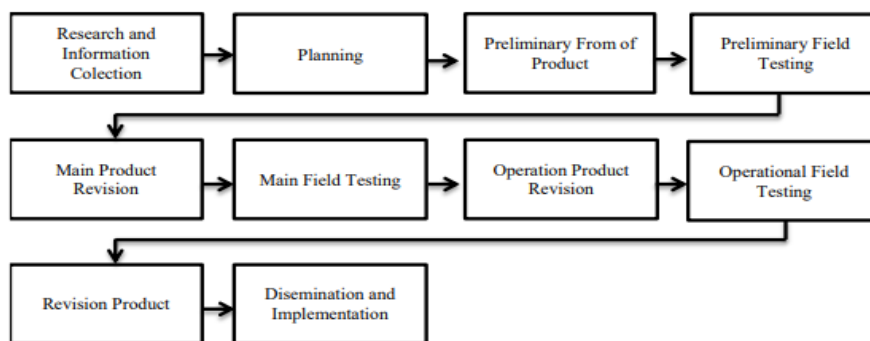 Research and
Information
Colection
Planning
Preliminary From of
Product
Preliminary Field
Testing
Main Product
Revision
Main Field Testing
Operation Product
Revision
Operational Field
Testing
Revision Product
Disemination and
Implementation